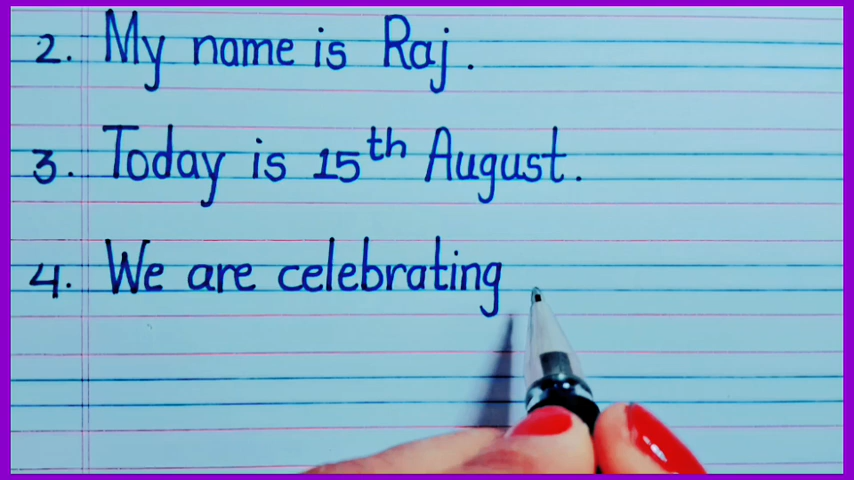 2. My name is Raj.
3. Today is 15th August.
4. We are celebrating